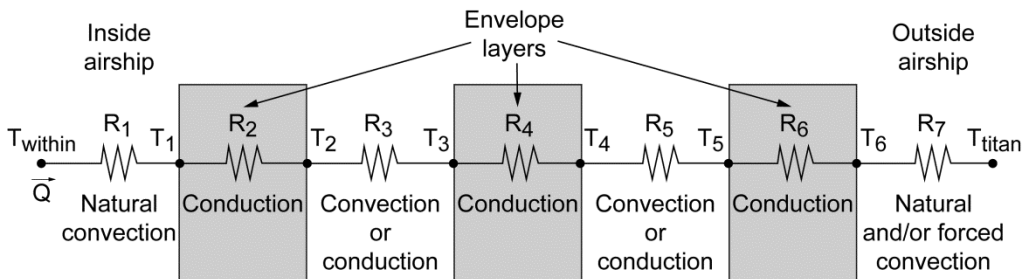 Inside
airship
Envelope
layers
Outside
airship
T_within R_1 T_1 R_2 T_2 R_3 T_3 R_4 T_4 R_5 T_5 R_6 T_6 R_7 T_titan
Q
Natural
convection
Conduction
Convection
or
conduction
Conduction
Convection
or
conduction
Conduction
Natural
and/or forced
convection